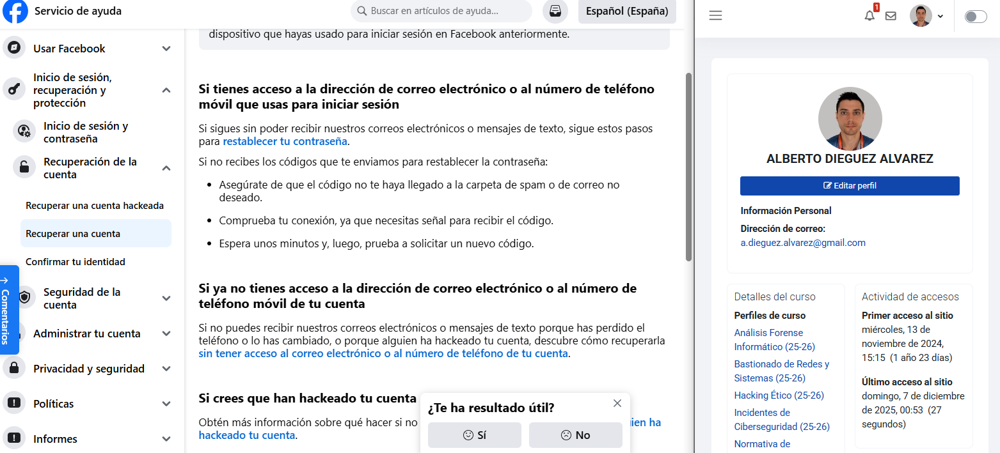 Servicio de ayuda
Buscar en artículos de ayuda...
Español (España)
Usar Facebook
Inicio de sesión,
recuperación y
protección
Inicio de sesión y
contraseña
Recuperación de la
cuenta
Recuperar una cuenta hackeada
Recuperar una cuenta
Confirmar tu identidad
Seguridad de la
cuenta
Administrar tu cuenta
Privacidad y seguridad
Políticas
Informes
Comentarios
dispositivo que hayas usado para iniciar sesión en Facebook anteriormente.
Si tienes acceso a la dirección de correo electrónico o al número de teléfono
móvil que usas para iniciar sesión
Si sigues sin poder recibir nuestros correos electrónicos o mensajes de texto, sigue estos pasos
para restablecer tu contraseña.
Si no recibes los códigos que te enviamos para restablecer la contraseña:
• Asegúrate de que el código no te haya llegado a la carpeta de spam o de correo no
deseado.
• Comprueba tu conexión, ya que necesitas señal para recibir el código.
• Espera unos minutos y, luego, prueba a solicitar un nuevo código.
Si ya no tienes acceso a la dirección de correo electrónico o al número de
teléfono móvil de tu cuenta
Si no puedes recibir nuestros correos electrónicos o mensajes de texto porque has perdido el
teléfono o lo has cambiado, o porque alguien ha hackeado tu cuenta, descubre cómo recuperarla
sin tener acceso al correo electrónico o al número de teléfono de tu cuenta.
Si crees que han hackeado tu cuenta
Obtén más información sobre qué hacer si no
ien ha
hackeado tu cuenta.
¿Te ha resultado útil?
Sí
No
1
ALBERTO DIEGUEZ ALVAREZ
Editar perfil
Información Personal
Dirección de correo:
a.dieguez.alvarez@gmail.com
Detalles del curso
Perfiles de curso
Análisis Forense
Informático (25-26)
Bastionado de Redes y
Sistemas (25-26)
Hacking Ético (25-26)
Incidentes de
Ciberseguridad (25-26)
Normativa de
Actividad de accesos
Primer acceso al sitio
miércoles, 13 de
noviembre de 2024,
15:15 (1 año 23 días)
Último acceso al sitio
domingo, 7 de diciembre
de 2025, 00:53 (27
segundos)